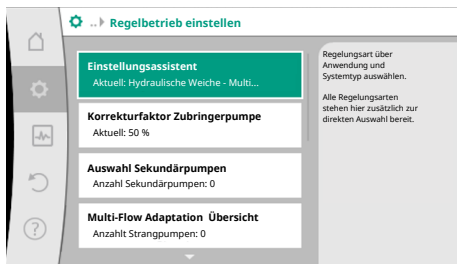 ..▸ Regelbetrieb einstellen
Einstellungsassistent
Aktuell: Hydraulische Weiche - Multi...
Korrekturfaktor Zubringerpumpe
Aktuell: 50 %
Auswahl Sekundärpumpen
Anzahl Sekundärpumpen: 0
Multi-Flow Adaptation Übersicht
Anzahlt Strangpumpen: 0
Regelungsart über
Anwendung und
Systemtyp auswählen.
Alle Regelungsarten
stehen hier zusätzlich zur
direkten Auswahl bereit.